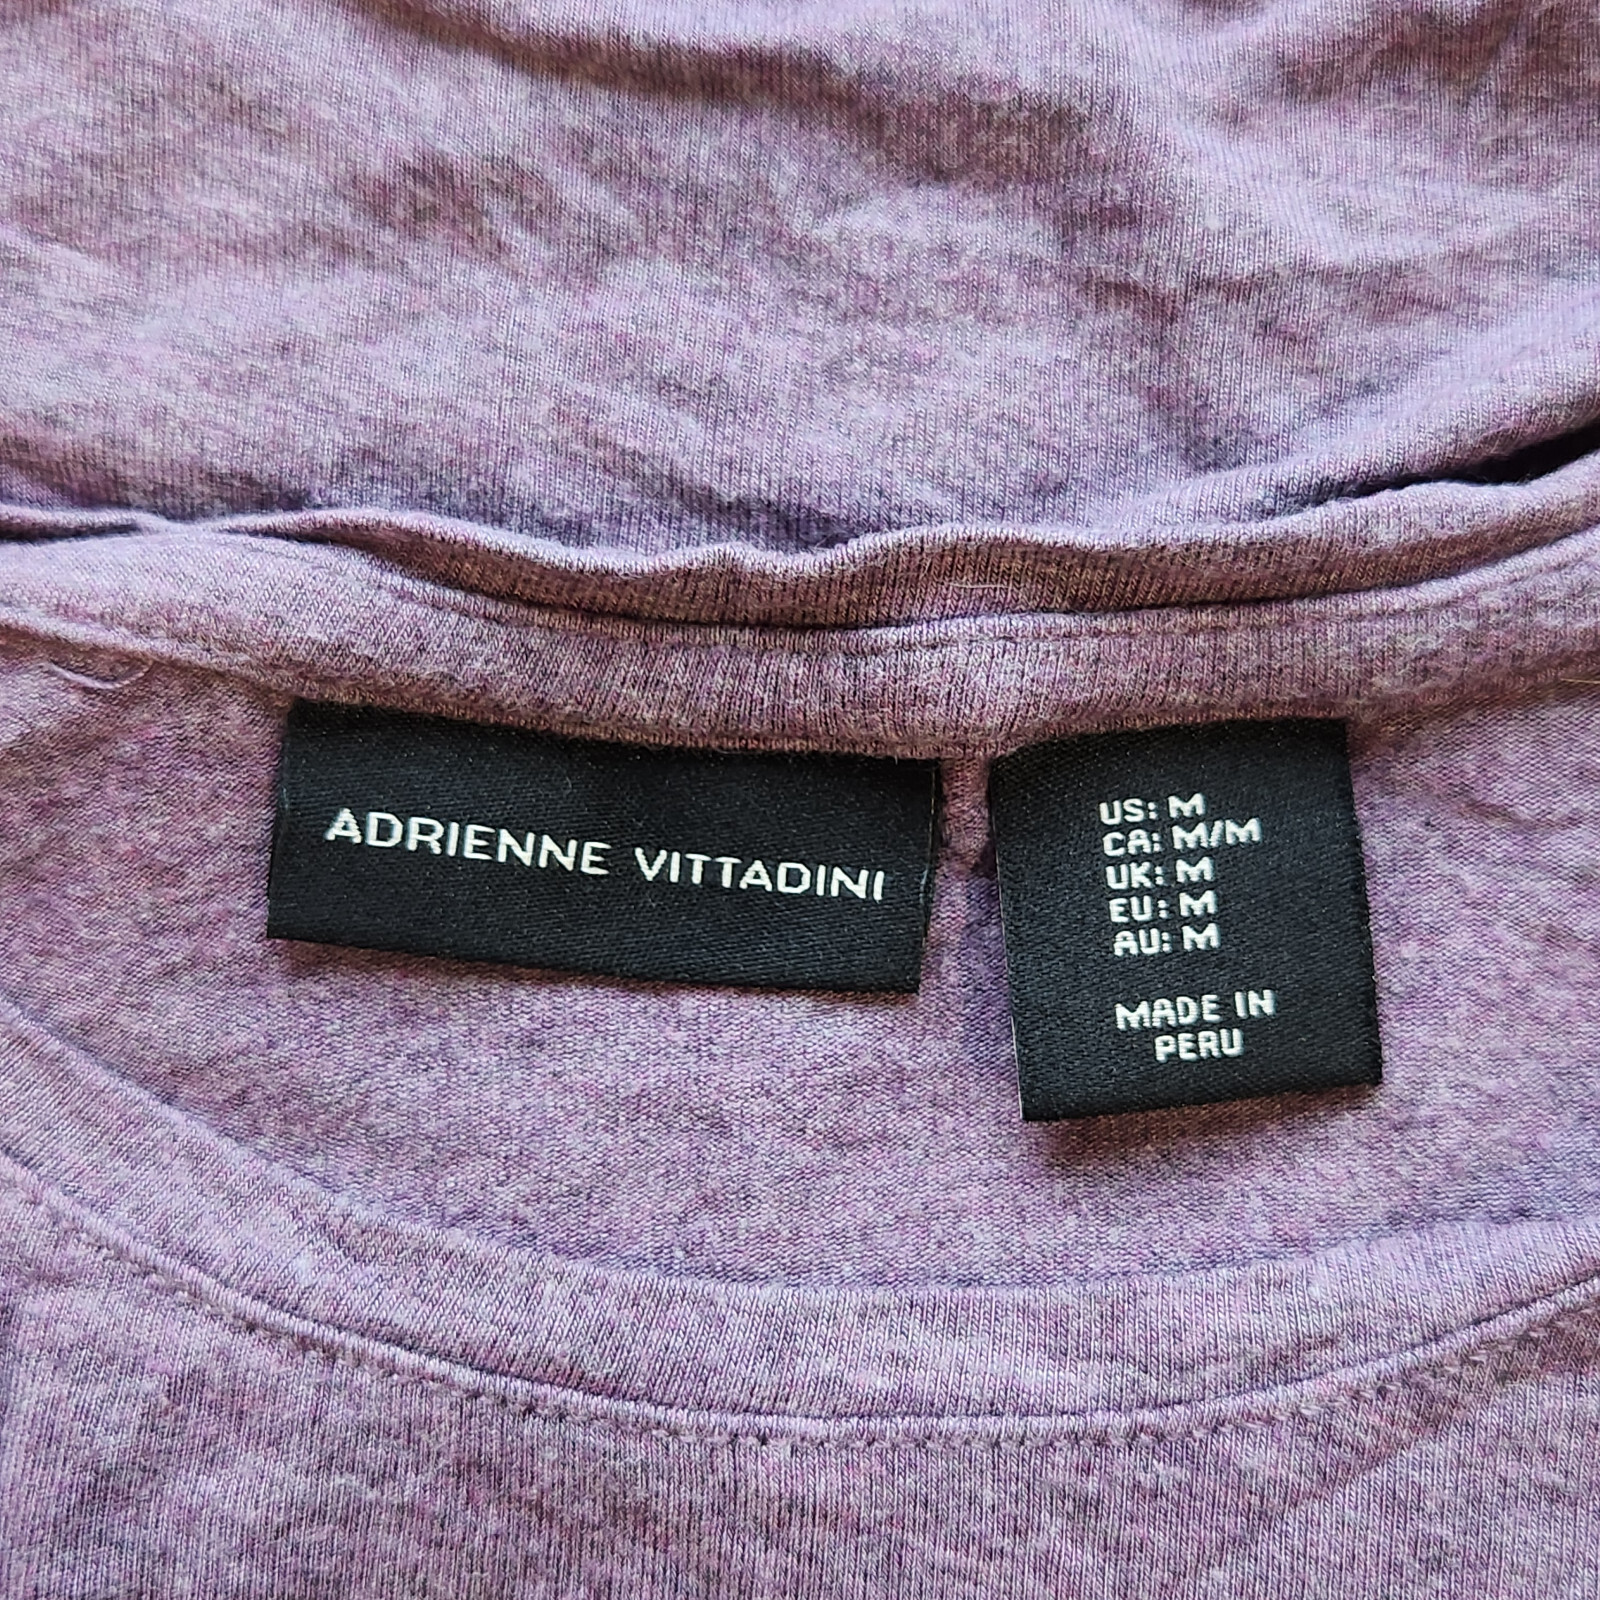 ADRIENNE VITTADINI
US: M
CA: M/M
UK: M
EU: M
AU: M
MADE IN
PERU